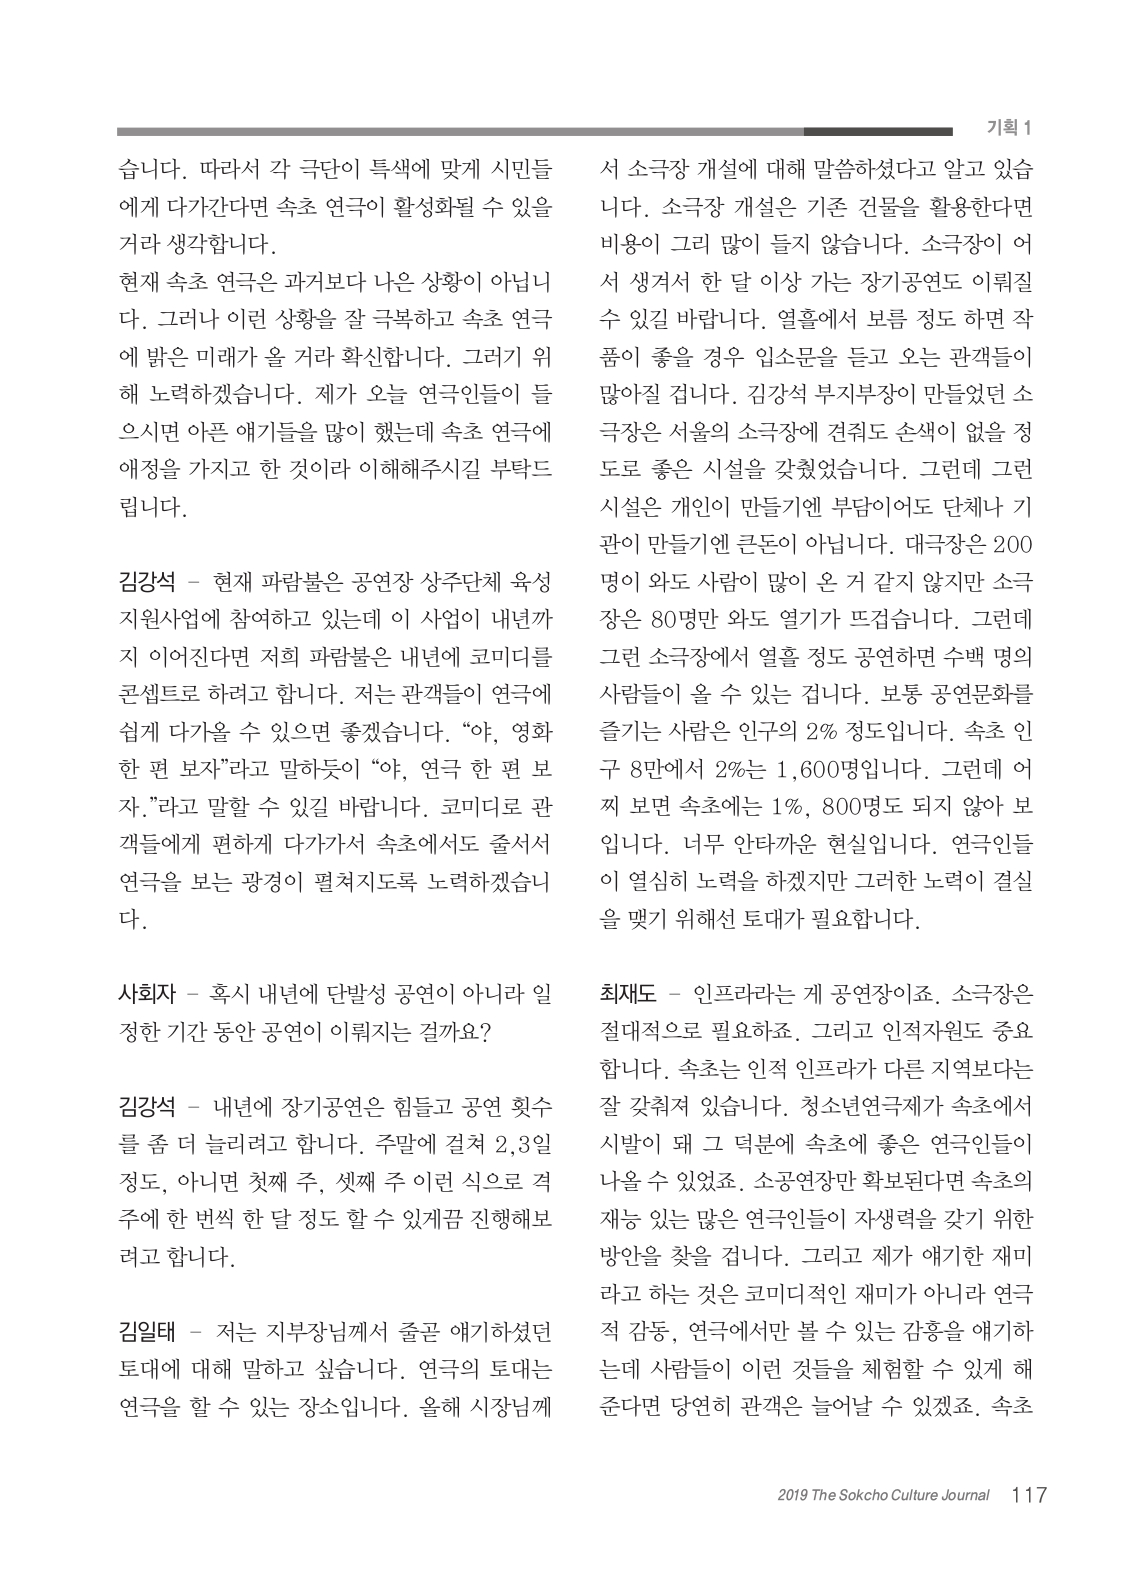 기획 1
습니다. 따라서 각 극단이 특색에 맞게 시민들
에게 다가간다면 속초 연극이 활성화될 수 있을
거라 생각합니다.
현재 속초 연극은 과거보다 나은 상황이 아닙니
다. 그러나 이런 상황을 잘 극복하고 속초 연극
에 밝은 미래가 올 거라 확신합니다. 그러기 위
해 노력하겠습니다. 제가 오늘 연극인들이 들
으시면 아픈 얘기들을 많이 했는데 속초 연극에
애정을 가지고 한 것이라 이해해주시길 부탁드
립니다.
김강석 – 현재 파람불은 공연장 상주단체 육성
지원사업에 참여하고 있는데 이 사업이 내년까
지 이어진다면 저희 파람불은 내년에 코미디를
콘셉트로 하려고 합니다. 저는 관객들이 연극에
쉽게 다가올 수 있으면 좋겠습니다. “야, 영화
한 편 보자”라고 말하듯이 “야, 연극 한 편 보
자.”라고 말할 수 있길 바랍니다. 코미디로 관
객들에게 편하게 다가가서 속초에서도 줄서서
연극을 보는 광경이 펼쳐지도록 노력하겠습니
다.
사회자 – 혹시 내년에 단발성 공연이 아니라 일
정한 기간 동안 공연이 이뤄지는 걸까요?
김강석 – 내년에 장기공연은 힘들고 공연 횟수
를 좀 더 늘리려고 합니다. 주말에 걸쳐 2,3일
정도, 아니면 첫째 주, 셋째 주 이런 식으로 격
주에 한 번씩 한 달 정도 할 수 있게끔 진행해보
려고 합니다.
김일태 – 저는 지부장님께서 줄곧 얘기하셨던
토대에 대해 말하고 싶습니다. 연극의 토대는
연극을 할 수 있는 장소입니다. 올해 시장님께
서 소극장 개설에 대해 말씀하셨다고 알고 있습
니다. 소극장 개설은 기존 건물을 활용한다면
비용이 그리 많이 들지 않습니다. 소극장이 어
서 생겨서 한 달 이상 가는 장기공연도 이뤄질
수 있길 바랍니다. 열흘에서 보름 정도 하면 작
품이 좋을 경우 입소문을 듣고 오는 관객들이
많아질 겁니다. 김강석 부지부장이 만들었던 소
극장은 서울의 소극장에 견줘도 손색이 없을 정
도로 좋은 시설을 갖췄었습니다. 그런데 그런
시설은 개인이 만들기엔 부담이어도 단체나 기
관이 만들기엔 큰돈이 아닙니다. 대극장은 200
명이 와도 사람이 많이 온 거 같지 않지만 소극
장은 80명만 와도 열기가 뜨겁습니다. 그런데
그런 소극장에서 열흘 정도 공연하면 수백 명의
사람들이 올 수 있는 겁니다. 보통 공연문화를
즐기는 사람은 인구의 2% 정도입니다. 속초 인
구 8만에서 2%는 1,600명입니다. 그런데 어
찌 보면 속초에는 1%, 800명도 되지 않아 보
입니다. 너무 안타까운 현실입니다. 연극인들
이 열심히 노력을 하겠지만 그러한 노력이 결실
을 맺기 위해선 토대가 필요합니다.
최재도 – 인프라라는 게 공연장이죠. 소극장은
절대적으로 필요하죠. 그리고 인적자원도 중요
합니다. 속초는 인적 인프라가 다른 지역보다는
잘 갖춰져 있습니다. 청소년연극제가 속초에서
시발이 돼 그 덕분에 속초에 좋은 연극인들이
나올 수 있었죠. 소공연장만 확보된다면 속초의
재능 있는 많은 연극인들이 자생력을 갖기 위한
방안을 찾을 겁니다. 그리고 제가 얘기한 재미
라고 하는 것은 코미디적인 재미가 아니라 연극
적 감동, 연극에서만 볼 수 있는 감흥을 얘기하
는데 사람들이 이런 것들을 체험할 수 있게 해
준다면 당연히 관객은 늘어날 수 있겠죠. 속초
2019 The Sokcho Culture Journal 117